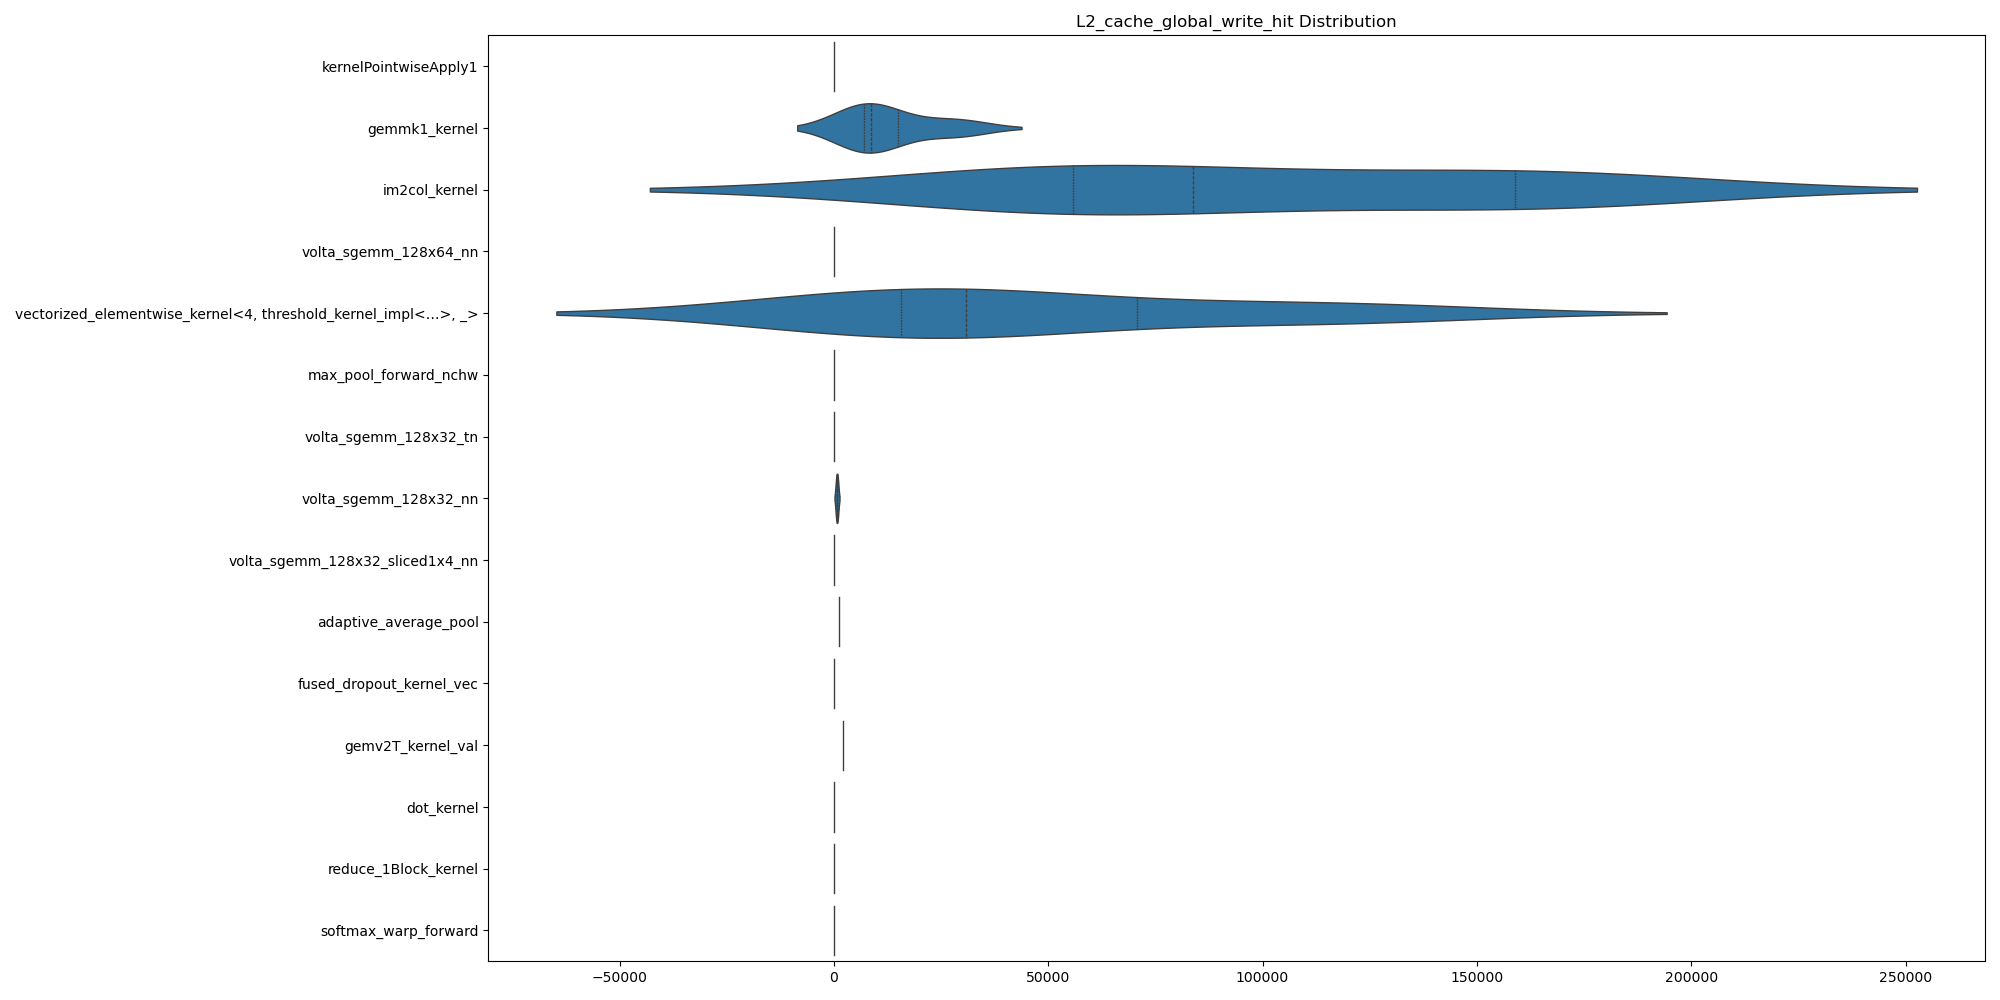 L2_cache_global_write_hit Distribution
kernelPointwiseApply1
gemmk1_kernel
im2col_kernel
volta_sgemm_128x64_nn
vectorized_elementwise_kernel<4, threshold_kernel_impl<...>, _>
max_pool_forward_nchw
volta_sgemm_128x32_tn
volta_sgemm_128x32_nn
volta_sgemm_128x32_sliced1x4_nn
adaptive_average_pool
fused_dropout_kernel_vec
gemv2T_kernel_val
dot_kernel
reduce_1Block_kernel
softmax_warp_forward
−50000 0 50000 100000 150000 200000 250000